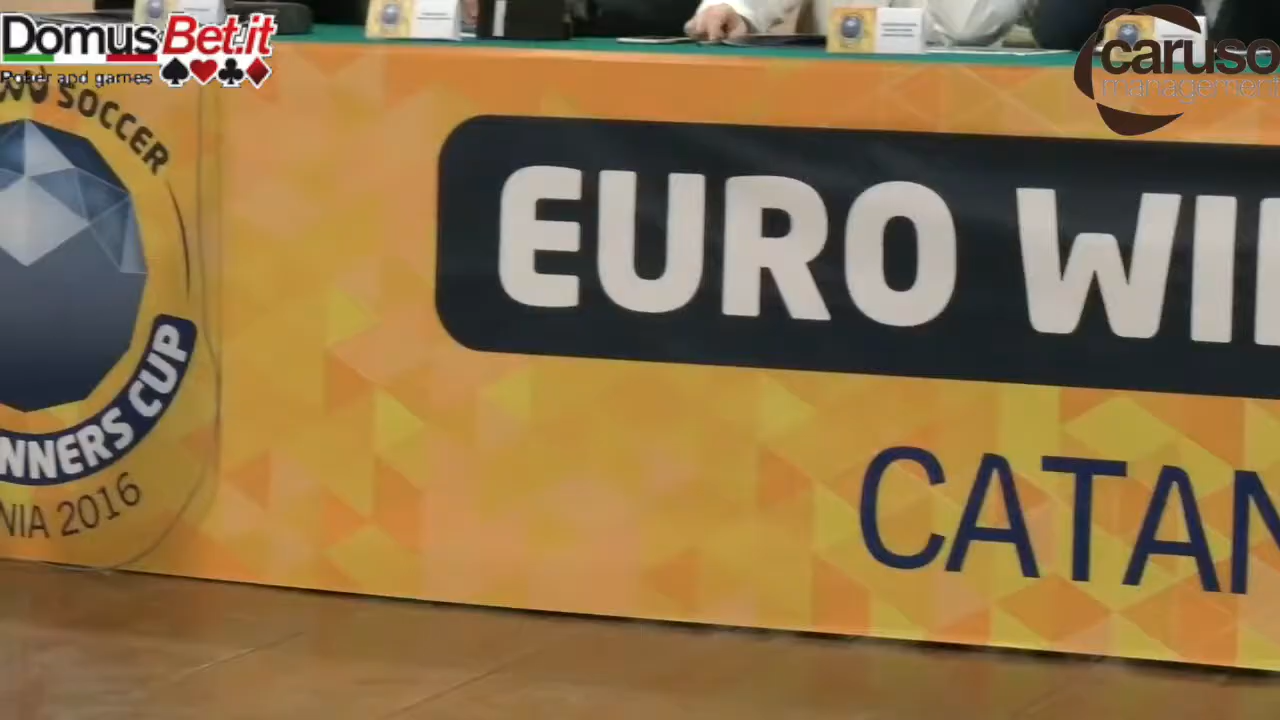 DomusBet.it
Poker and games
caruso
management
SOCCER
EURO WI
NNERS CUP
NIA 2016
CATAN